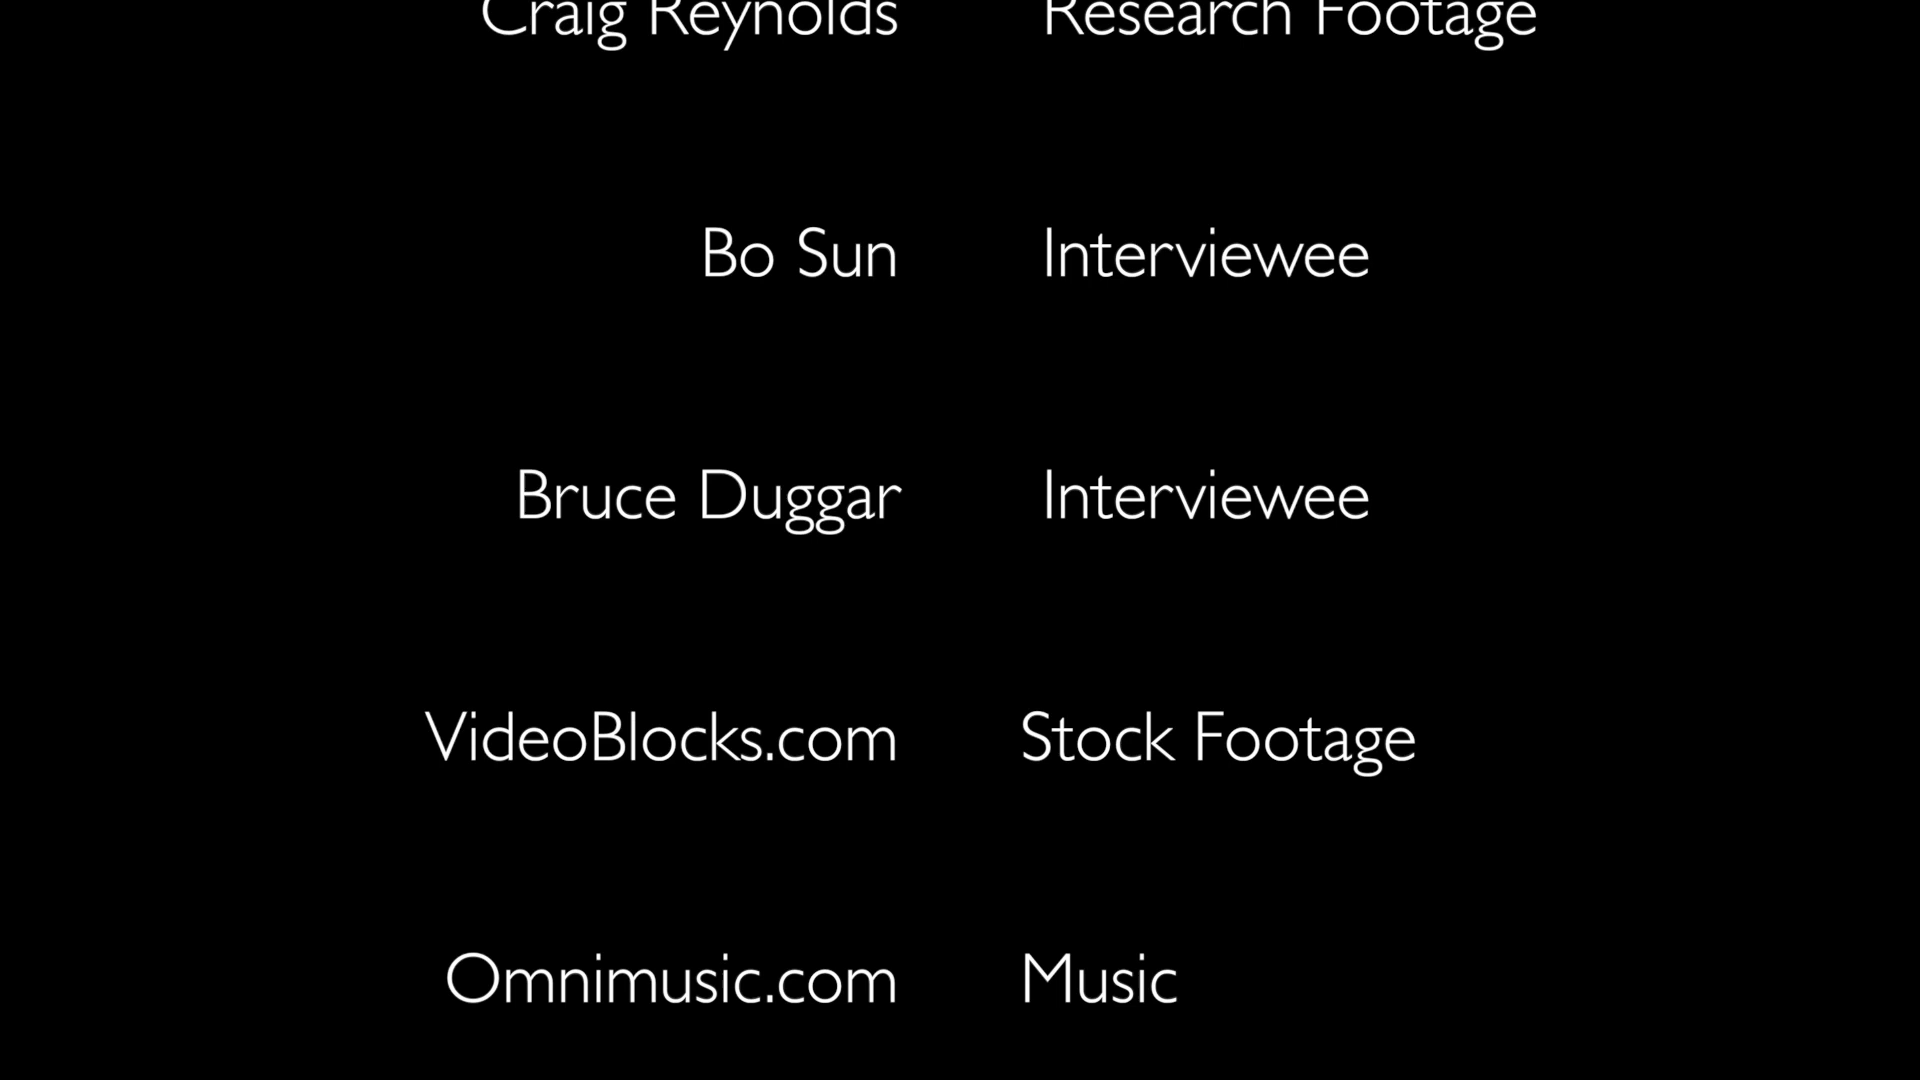 Craig Reynolds Research Footage
Bo Sun Interviewee
Bruce Duggar Interviewee
VideoBlocks.com Stock Footage
Omnimusic.com Music